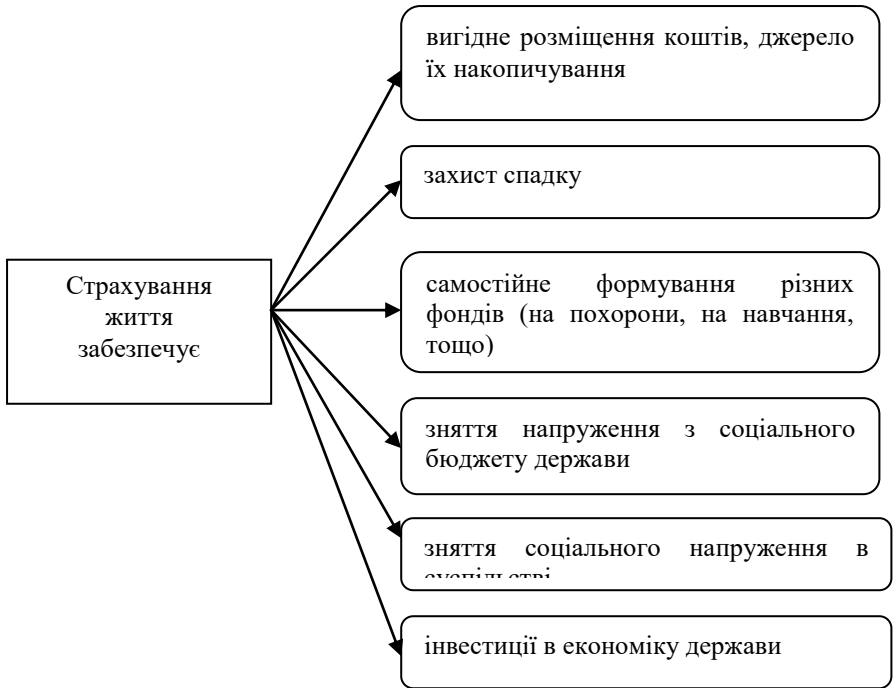 Страхування
життя
забезпечує
вигідне розміщення коштів, джерело
їх накопичування
захист спадку
самостійне формування різних
фондів (на похорони, на навчання,
тощо)
зняття напруження з соціального
бюджету держави
зняття соціального напруження в
суспільстві
інвестиції в економіку держави